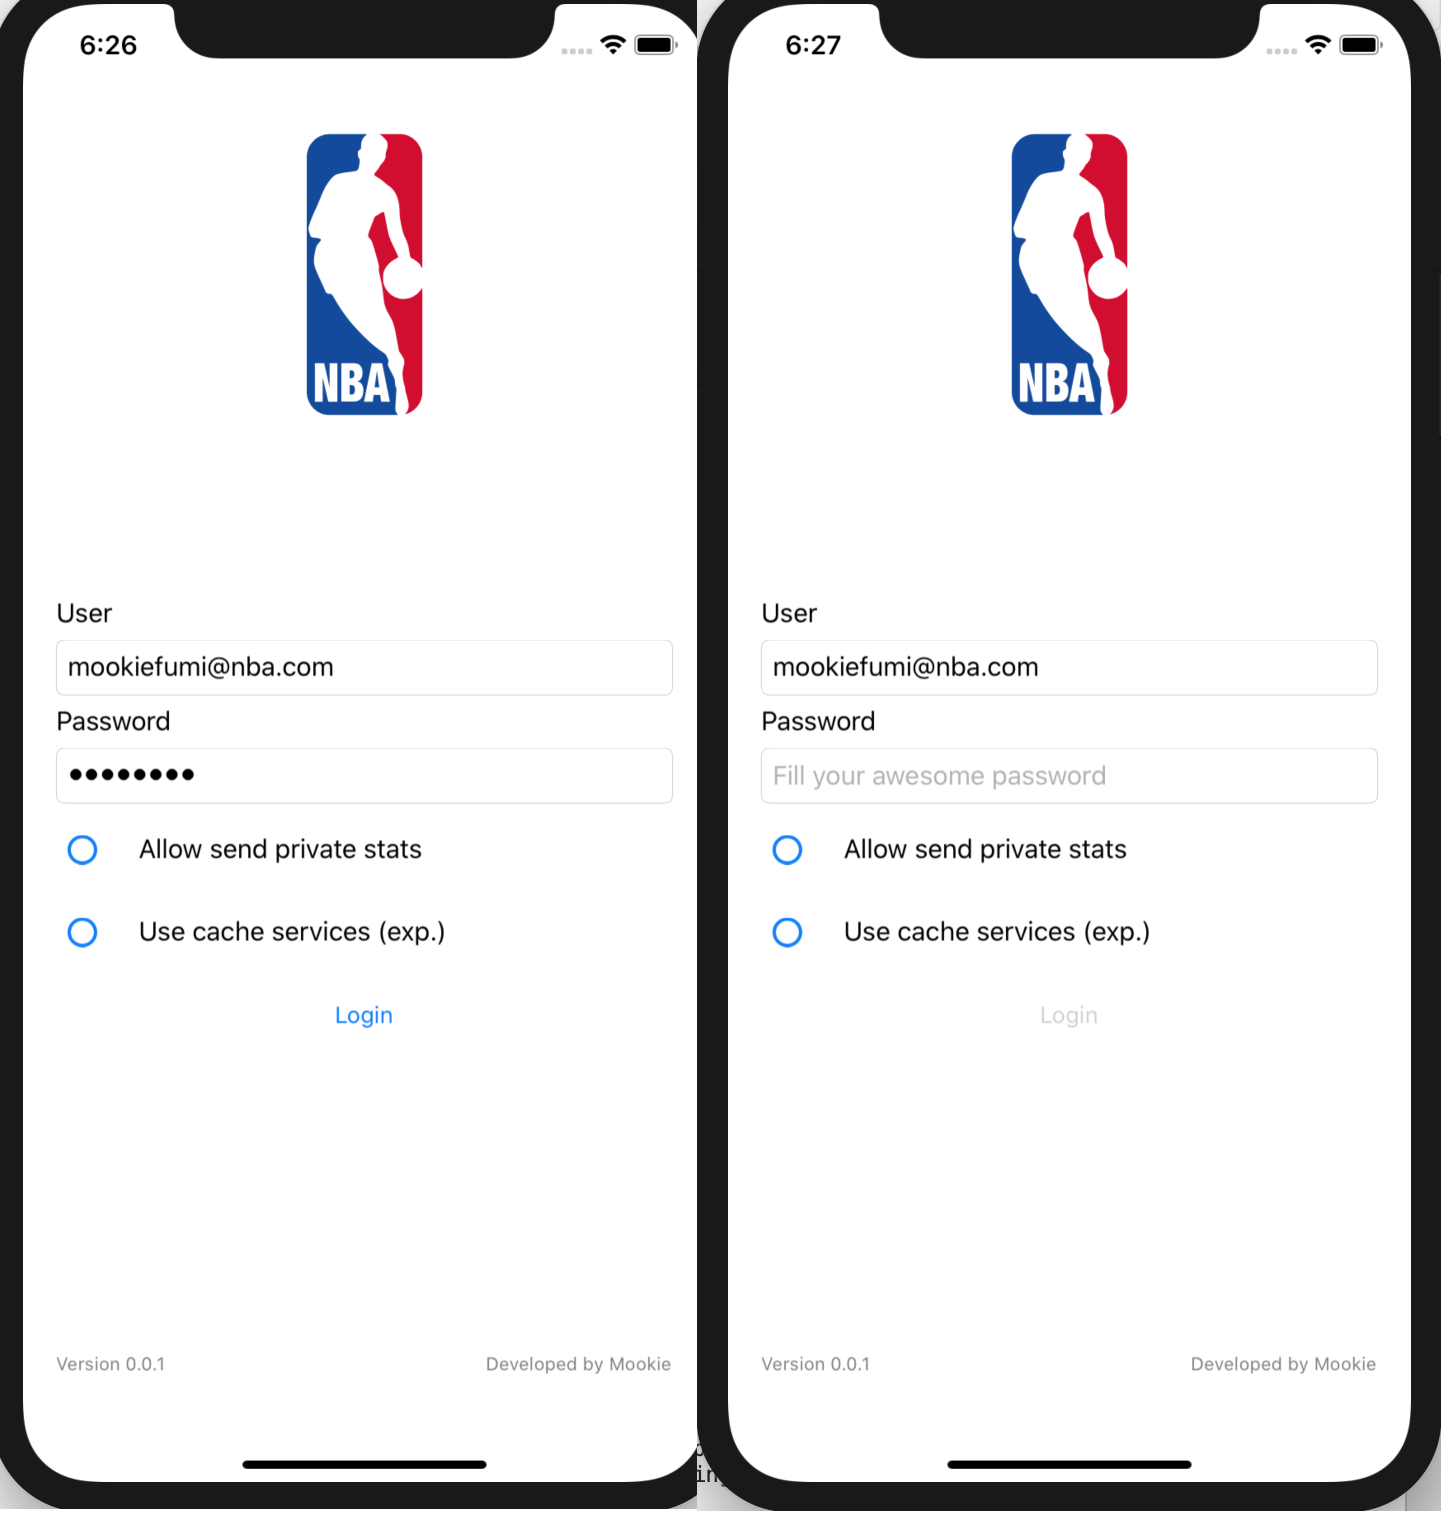 6:26
NBA
User
mookiefumi@nba.com
Password
••••••••
Allow send private stats
Use cache services (exp.)
Login
Version 0.0.1
Developed by Mookie
6:27
NBA
User
mookiefumi@nba.com
Password
Fill your awesome password
Allow send private stats
Use cache services (exp.)
Login
Version 0.0.1
Developed by Mookie